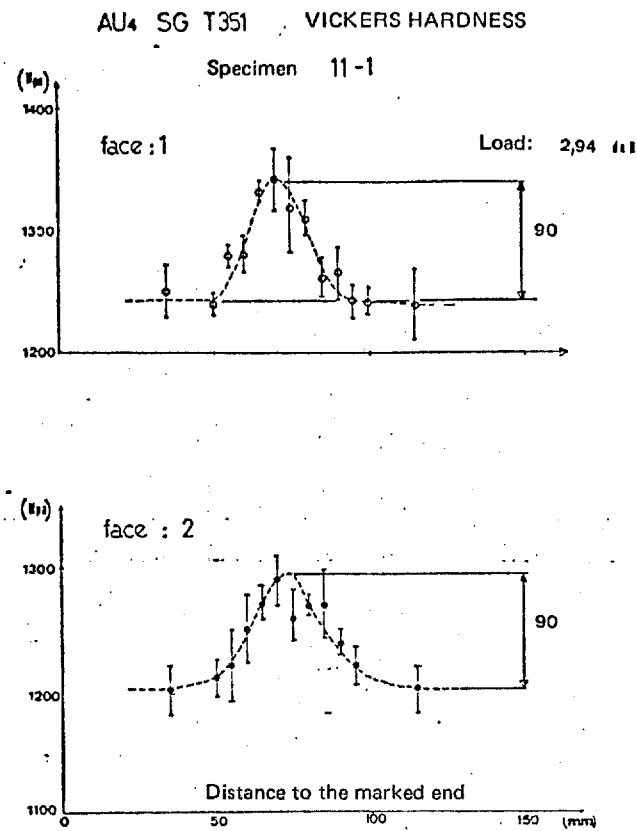 AU4 SG T351 VICKERS HARDNESS
Specimen 11-1
1400
face : 1
Load: 2,94
1300
90
1200
face : 2
1300
90
1200
Distance to the marked end
1100
0 50 100 150 (mm)